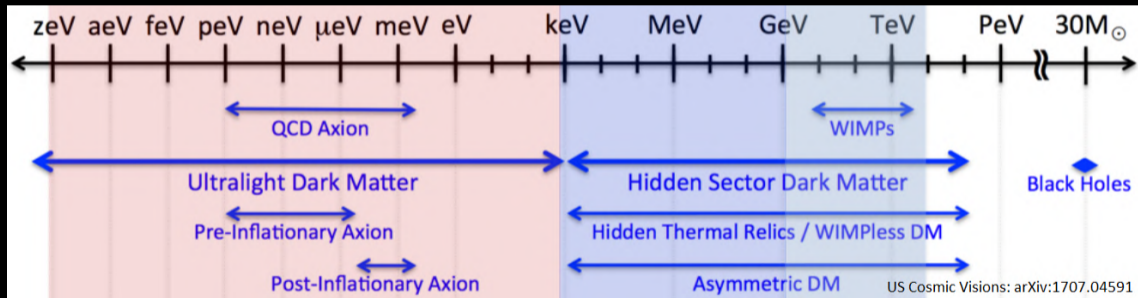 zeV aeV feV peV neV μeV meV eV keV MeV GeV TeV PeV 30M☉
QCD Axion WIMPs
Ultralight Dark Matter Hidden Sector Dark Matter Black Holes
Pre-Inflationary Axion Hidden Thermal Relics / WIMPless DM
Post-Inflationary Axion Asymmetric DM
US Cosmic Visions: arXiv:1707.04591